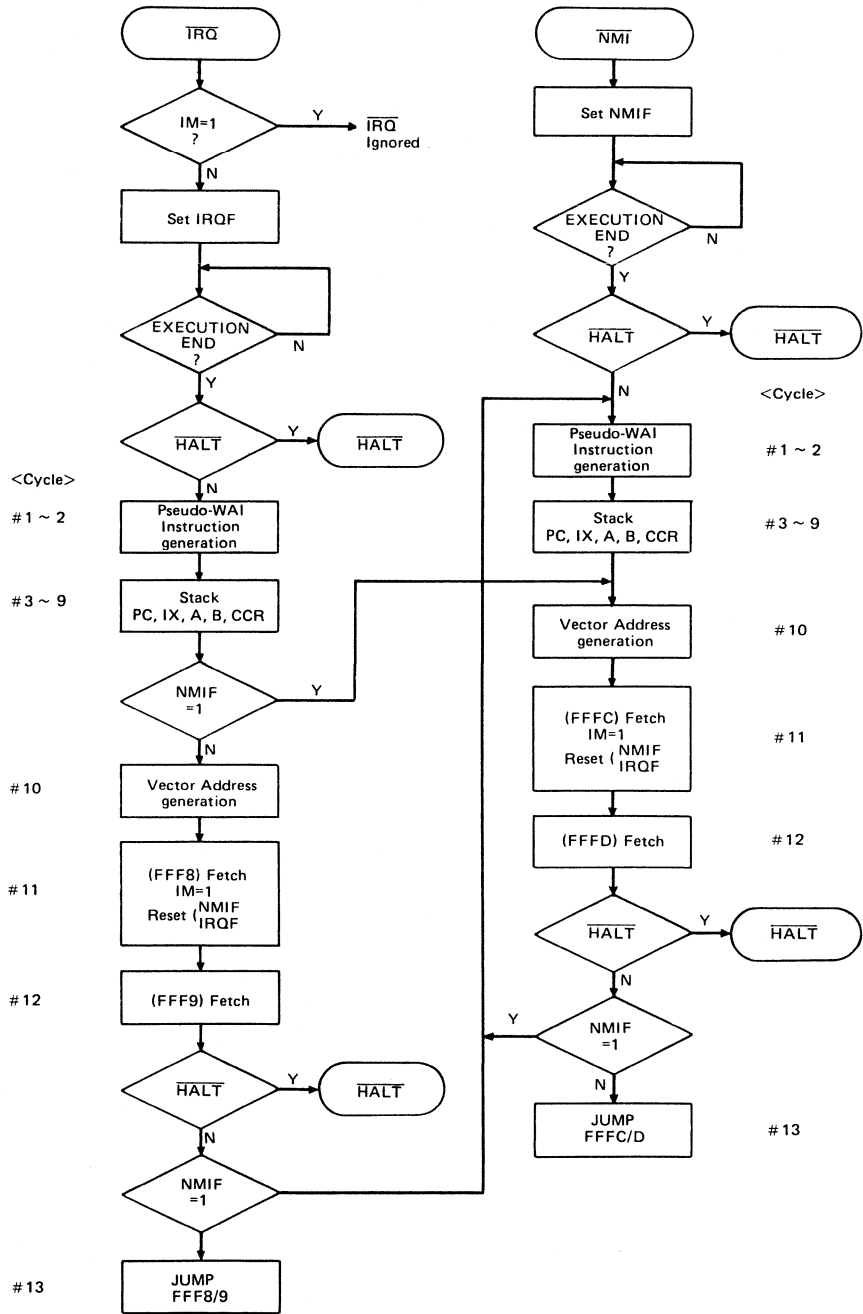 IRQ
IM=1
?
Y
IRQ
Ignored
N
Set IRQF
EXECUTION
END
?
N
Y
HALT
Y
HALT
N
<Cycle>
#1 ~ 2
Pseudo-WAI
Instruction
generation
#3 ~ 9
Stack
PC, IX, A, B, CCR
NMIF
=1
Y
N
#10
Vector Address
generation
#11
(FFF8) Fetch
IM=1
Reset (NMIF
IRQF
#12
(FFF9) Fetch
HALT
Y
HALT
N
NMIF
=1
#13
JUMP
FFF8/9
NMI
Set NMIF
EXECUTION
END
?
N
Y
HALT
Y
HALT
N
<Cycle>
Pseudo-WAI
Instruction
generation
#1 ~ 2
Stack
PC, IX, A, B, CCR
#3 ~ 9
Vector Address
generation
#10
(FFFC) Fetch
IM=1
Reset (NMIF
IRQF
#11
(FFFD) Fetch
#12
HALT
Y
HALT
N
Y
NMIF
=1
N
JUMP
FFFC/D
#13